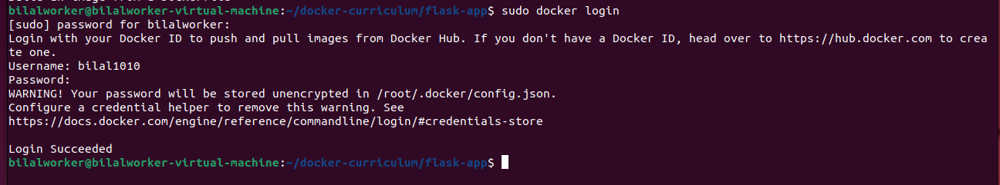 bilalworker@bilalworker-virtual-machine:~/docker-curriculum/flask-app$ sudo docker login
[sudo] password for bilalworker:
Login with your Docker ID to push and pull images from Docker Hub. If you don't have a Docker ID, head over to https://hub.docker.com to crea
te one.
Username: bilal1010
Password:
WARNING! Your password will be stored unencrypted in /root/.docker/config.json.
Configure a credential helper to remove this warning. See
https://docs.docker.com/engine/reference/commandline/login/#credentials-store
Login Succeeded
bilalworker@bilalworker-virtual-machine:~/docker-curriculum/flask-app$